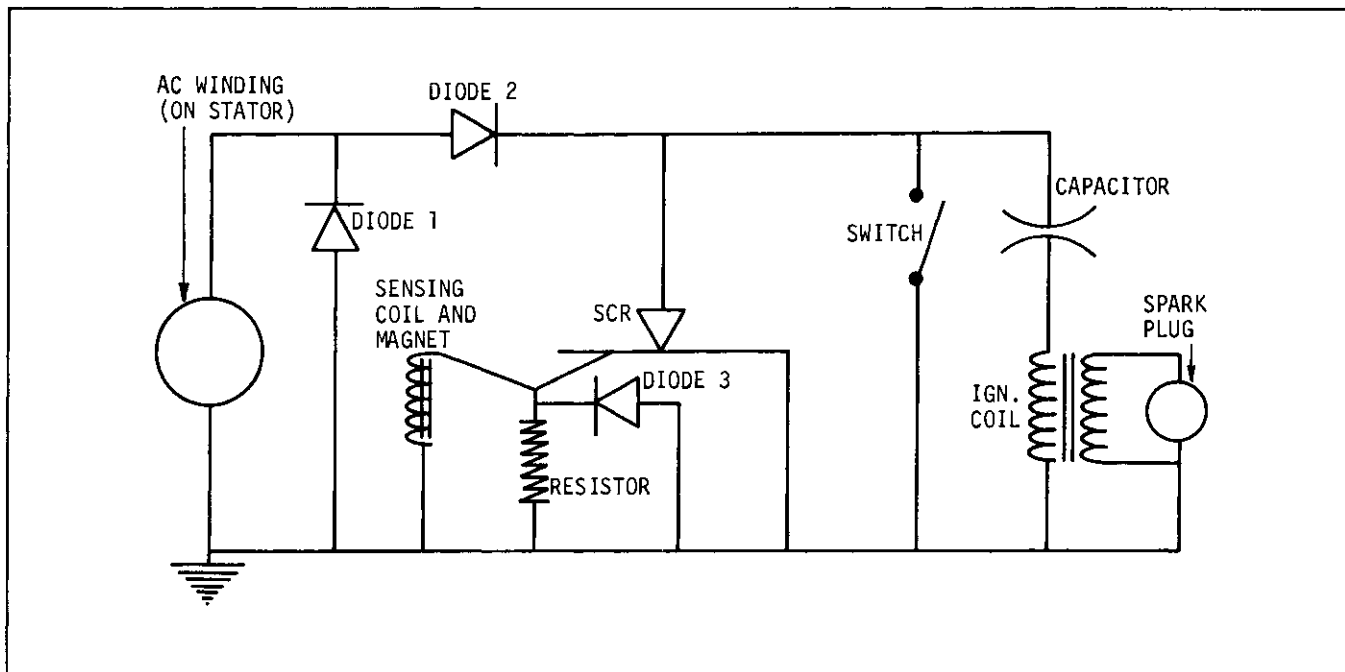 AC WINDING
(ON STATOR)
DIODE 2
DIODE 1
CAPACITOR
SWITCH
SENSING
COIL AND
MAGNET
SCR
SPARK
PLUG
DIODE 3
IGN.
COIL
RESISTOR